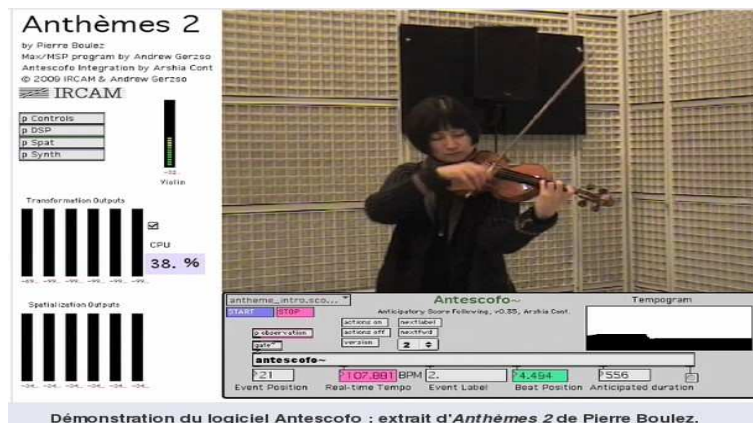 Anthèmes 2
by Pierre Boulez
Max/MSP program by Andrew Gerzso
Antescofo Integration by Arshia Cont
© 2009 IRCAM & Andrew Gerzso
IRCAM
p Controls
p DSP
p Spat
p Synth
Violin
Transformation Outputs
CPU
38. %
Spatialization Outputs
antheme_intro.sco...
START STOP
Antescofo~
Anticipatory Score Following, v0.35, Arshia Cont.
Tempogram
p observation
gate~
actions on nextlabel
actions off nextfwd
version 2
antescofo~
21 107.881 BPM 2. 4.494 556
Event Position Real-time Tempo Event Label Beat Position Anticipated duration
Démonstration du logiciel Antescofo : extrait d'Anthèmes 2 de Pierre Boulez.